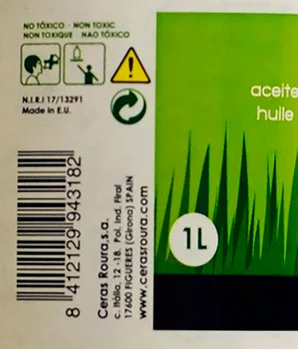 NO TÓXICO · NON TOXIC
NON TOXIQUE · NAO TÓXICO
N.I.R.I 17/13291
Made in E.U.
8 412129 943182
Ceras Roura, s.a.
c. Itàlia, 12 -18. Pol. Ind. Firal
17600 FIGUERES (Girona) SPAIN
www.cerasroura.com
aceite
huile
1L